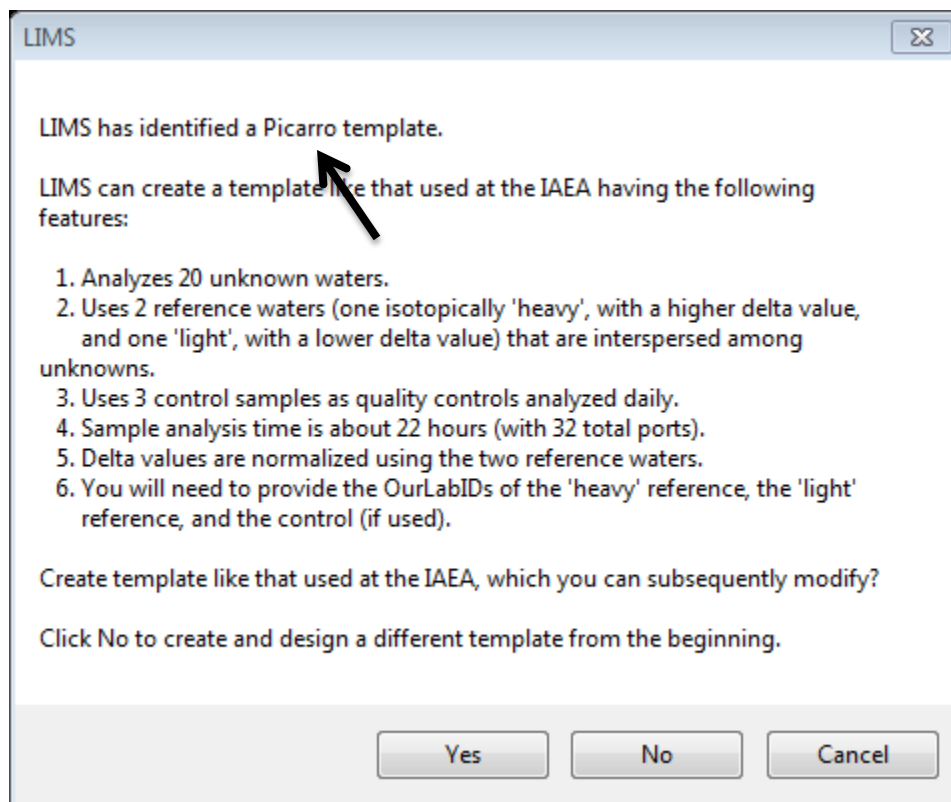 LIMS
LIMS has identified a Picarro template.
LIMS can create a template like that used at the IAEA having the following
features:
1. Analyzes 20 unknown waters.
2. Uses 2 reference waters (one isotopically 'heavy', with a higher delta value,
and one 'light', with a lower delta value) that are interspersed among
unknowns.
3. Uses 3 control samples as quality controls analyzed daily.
4. Sample analysis time is about 22 hours (with 32 total ports).
5. Delta values are normalized using the two reference waters.
6. You will need to provide the OurLabIDs of the 'heavy' reference, the 'light'
reference, and the control (if used).
Create template like that used at the IAEA, which you can subsequently modify?
Click No to create and design a different template from the beginning.
Yes No Cancel